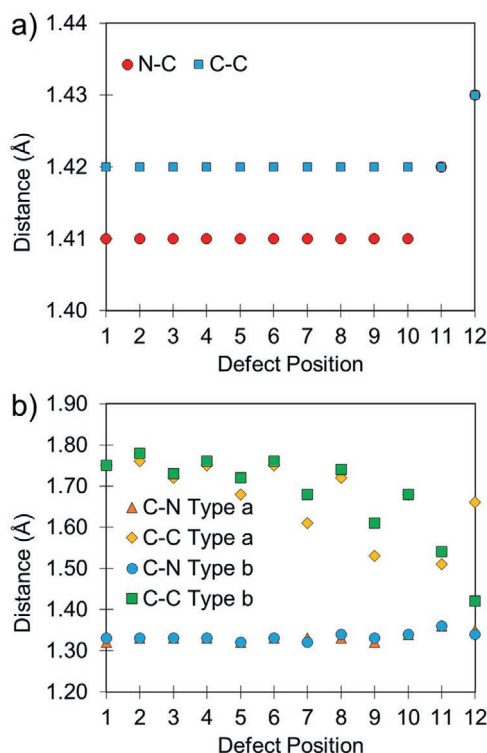 a)
1.44
1.43
1.42
1.41
1.40
Distance (Å)
N-C C-C
1 2 3 4 5 6 7 8 9 10 11 12
Defect Position
b)
1.90
1.80
1.70
1.60
1.50
1.40
1.30
1.20
Distance (Å)
C-N Type a
C-C Type a
C-N Type b
C-C Type b
1 2 3 4 5 6 7 8 9 10 11 12
Defect Position